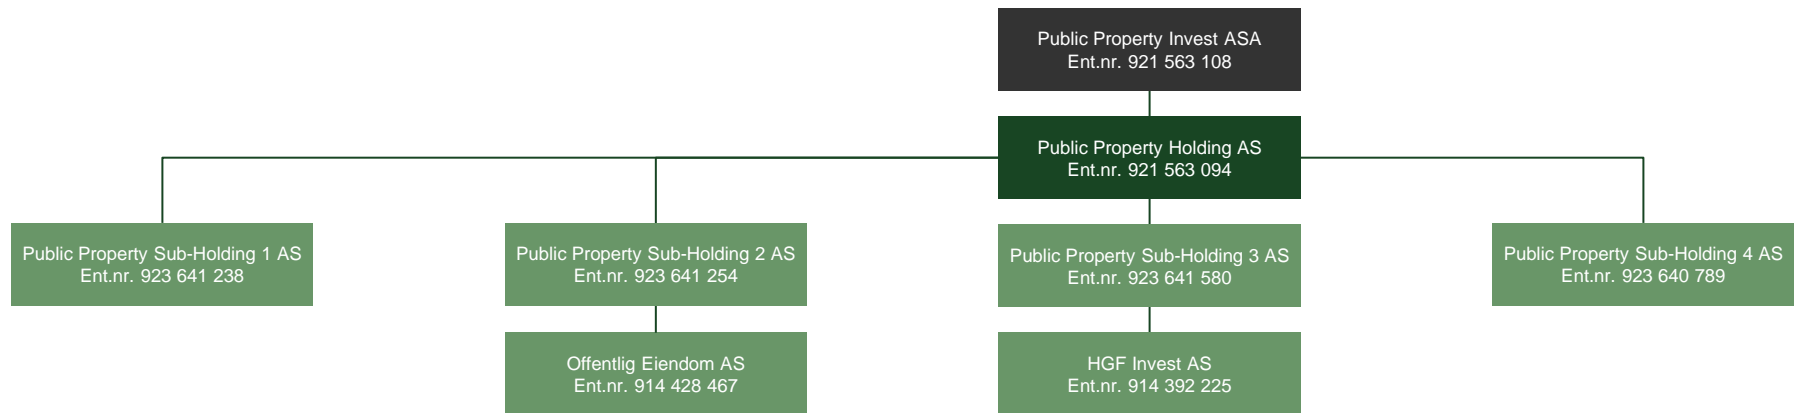 Public Property Invest ASA
Ent.nr. 921 563 108
Public Property Holding AS
Ent.nr. 921 563 094
Public Property Sub-Holding 1 AS
Ent.nr. 923 641 238
Public Property Sub-Holding 2 AS
Ent.nr. 923 641 254
Public Property Sub-Holding 3 AS
Ent.nr. 923 641 580
Public Property Sub-Holding 4 AS
Ent.nr. 923 640 789
Offentlig Eiendom AS
Ent.nr. 914 428 467
HGF Invest AS
Ent.nr. 914 392 225